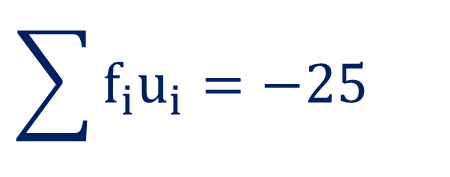 ∑ fᵢuᵢ = −25